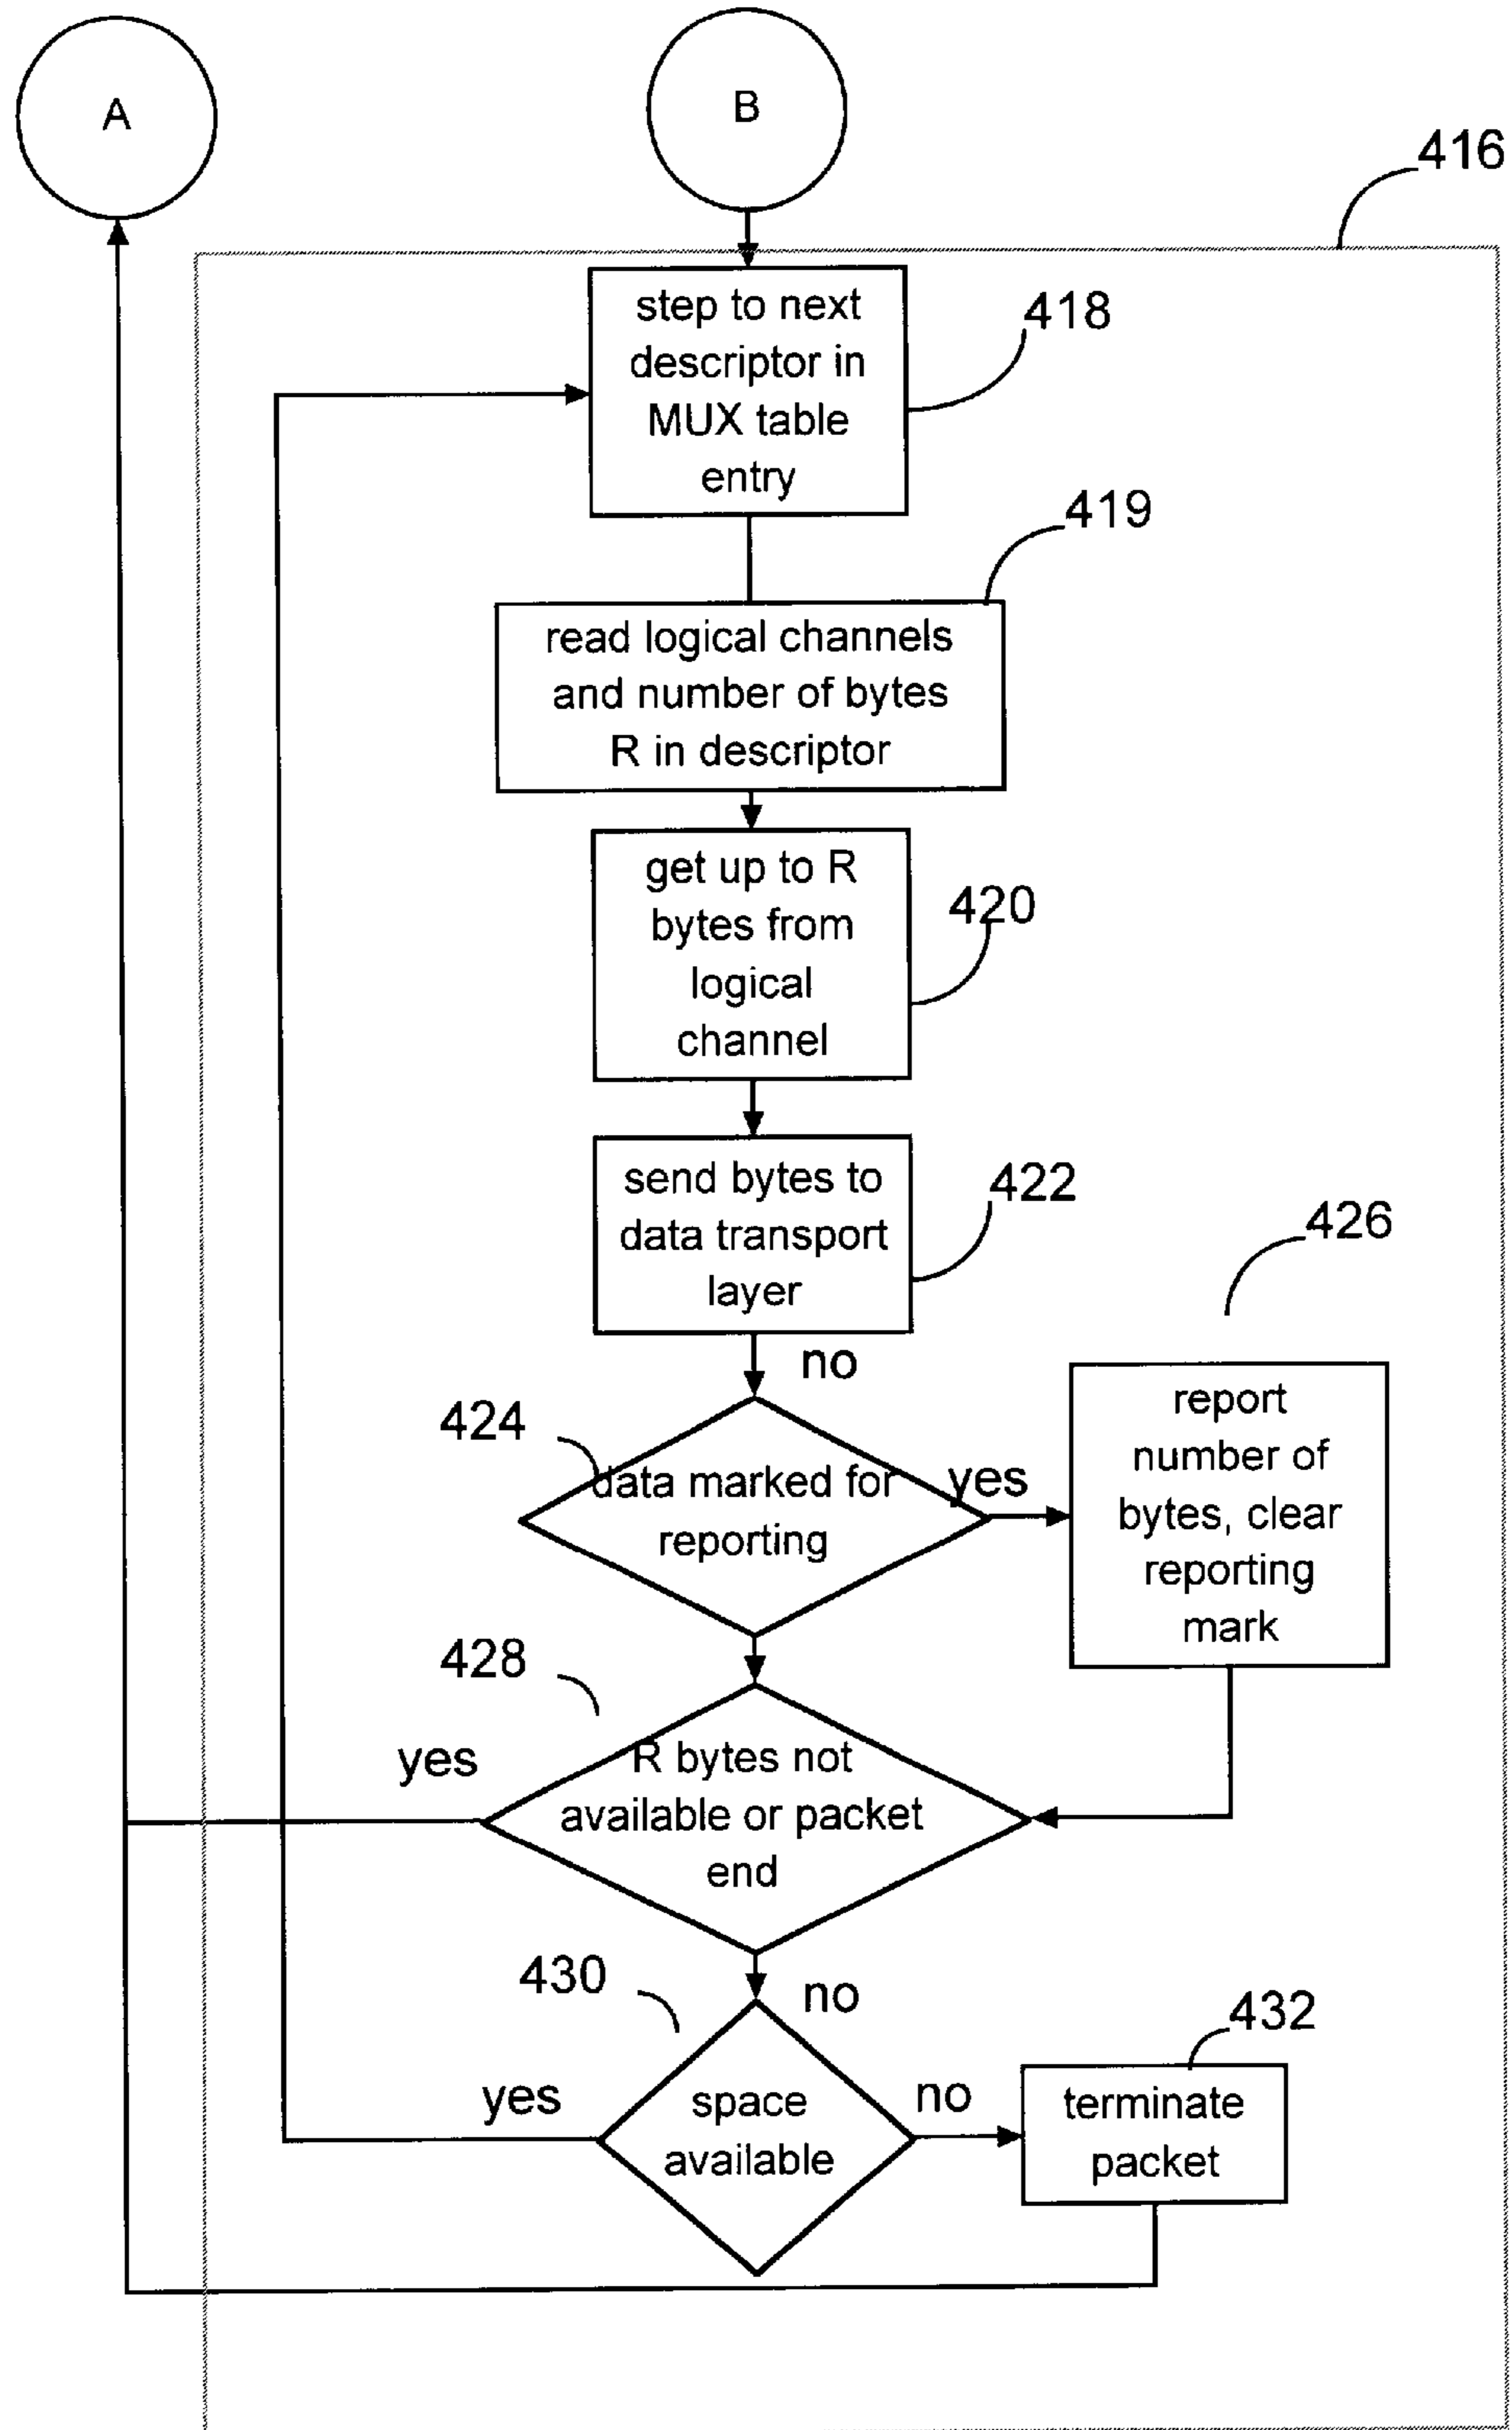 A
B
416
step to next
descriptor in
MUX table
entry
418
419
read logical channels
and number of bytes
R in descriptor
get up to R
bytes from
logical
channel
420
send bytes to
data transport
layer
422
426
no
report
number of
bytes, clear
reporting
mark
424
data marked for
reporting
yes
428
yes
R bytes not
available or packet
end
430
no
432
yes
space
available
no
terminate
packet